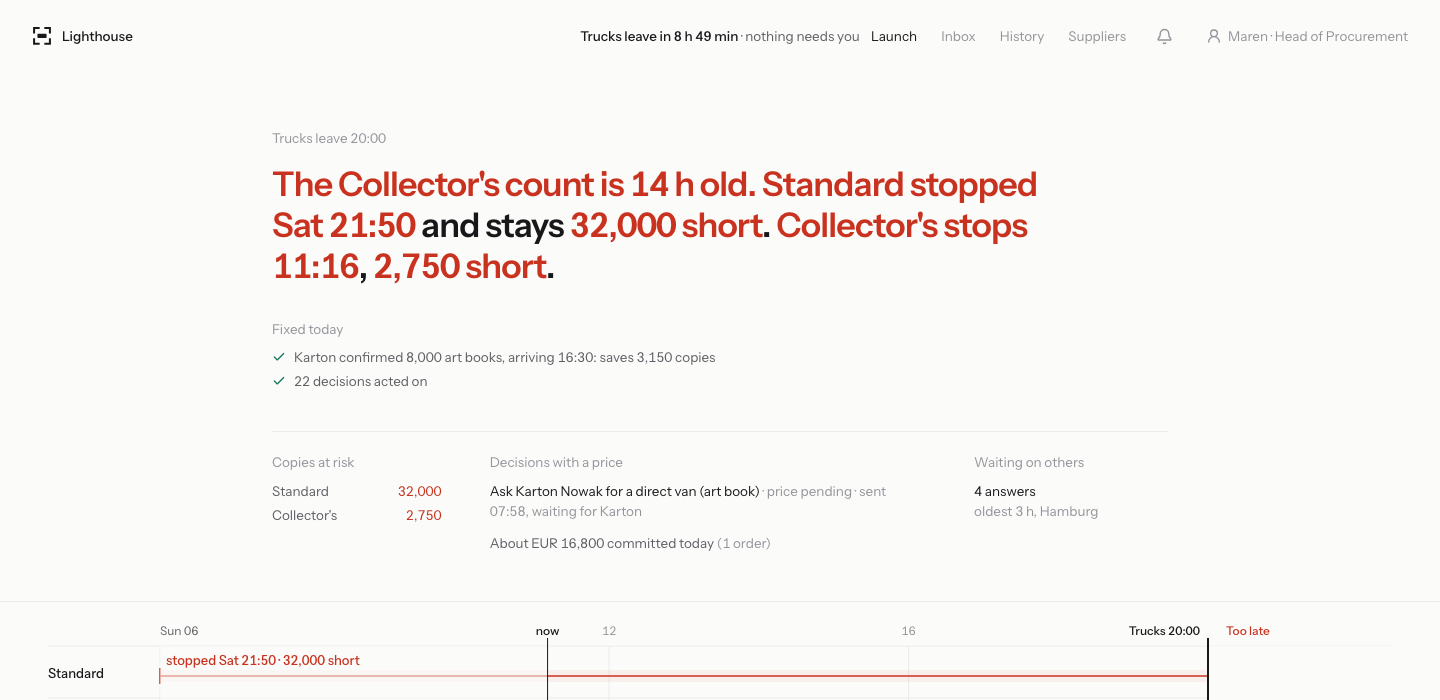 Lighthouse
Trucks leave in 8 h 49 min · nothing needs you Launch Inbox History Suppliers Maren · Head of Procurement
Trucks leave 20:00
The Collector's count is 14 h old. Standard stopped
Sat 21:50 and stays 32,000 short. Collector's stops
11:16, 2,750 short.
Fixed today
Karton confirmed 8,000 art books, arriving 16:30: saves 3,150 copies
22 decisions acted on
Copies at risk
Standard 32,000
Collector's 2,750
Decisions with a price
Ask Karton Nowak for a direct van (art book) · price pending · sent
07:58, waiting for Karton
About EUR 16,800 committed today (1 order)
Waiting on others
4 answers
oldest 3 h, Hamburg
Sun 06 now 12 16 Trucks 20:00 Too late
stopped Sat 21:50 · 32,000 short
Standard